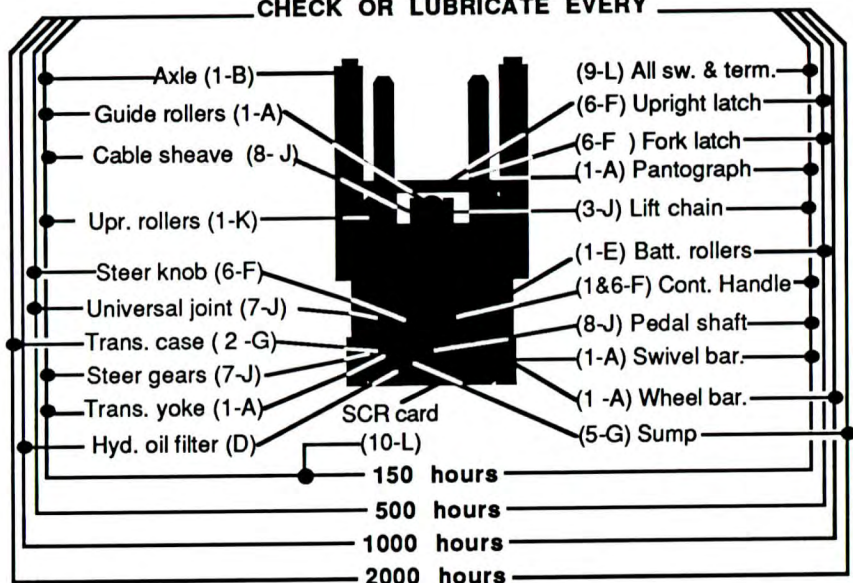 CHECK OR LUBRICATE EVERY
Axle (1-B)
Guide rollers (1-A)
Cable sheave (8- J)
Upr. rollers (1-K)
Steer knob (6-F)
Universal joint (7-J)
Trans. case ( 2 -G)
Steer gears (7-J)
Trans. yoke (1-A)
Hyd. oil filter (D)
SCR card
(10-L)
(9-L) All sw. & term.
(6-F) Upright latch
(6-F ) Fork latch
(1-A) Pantograph
(3-J) Lift chain
(1-E) Batt. rollers
(1&6-F) Cont. Handle
(8-J) Pedal shaft
(1-A) Swivel bar.
(1 -A) Wheel bar.
(5-G) Sump
150 hours
500 hours
1000 hours
2000 hours